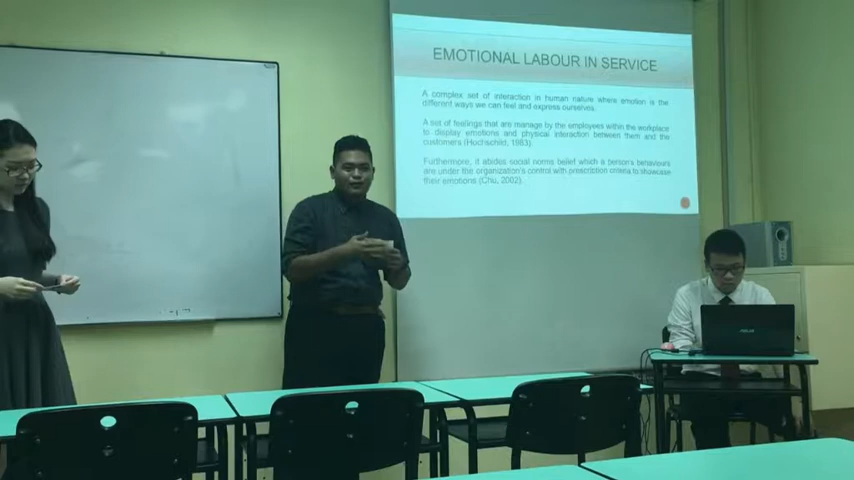 EMOTIONAL LABOUR IN SERVICE
A complex set of interaction in human nature where emotion is the
different ways we can feel and express ourselves.
A set of feelings that are manage by the employees within the workplace
to display emotions and physical interaction between them and the
customers (Hochschild, 1983).
Furthermore, it abides social norms belief which a person's behaviours
are under the organization's control with prescription criteria to showcase
their emotions (Chu, 2002).
ASUS